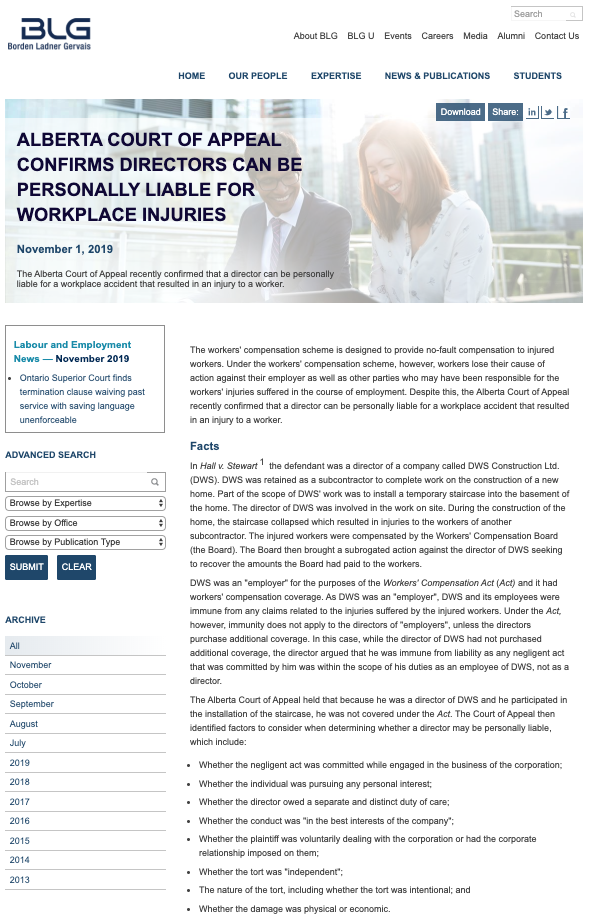 Search
BLG
Borden Ladner Gervais
About BLG BLG U Events Careers Media Alumni Contact Us
HOME OUR PEOPLE EXPERTISE NEWS & PUBLICATIONS STUDENTS
Download Share: in f
ALBERTA COURT OF APPEAL
CONFIRMS DIRECTORS CAN BE
PERSONALLY LIABLE FOR
WORKPLACE INJURIES
November 1, 2019
The Alberta Court of Appeal recently confirmed that a director can be personally
liable for a workplace accident that resulted in an injury to a worker.
Labour and Employment
News — November 2019
• Ontario Superior Court finds
termination clause waiving past
service with saving language
unenforceable
ADVANCED SEARCH
Search
Browse by Expertise
Browse by Office
Browse by Publication Type
SUBMIT CLEAR
ARCHIVE
All
November
October
September
August
July
2019
2018
2017
2016
2015
2014
2013
The workers' compensation scheme is designed to provide no-fault compensation to injured
workers. Under the workers' compensation scheme, however, workers lose their cause of
action against their employer as well as other parties who may have been responsible for the
workers' injuries suffered in the course of employment. Despite this, the Alberta Court of Appeal
recently confirmed that a director can be personally liable for a workplace accident that resulted
in an injury to a worker.
Facts
In Hall v. Stewart 1 the defendant was a director of a company called DWS Construction Ltd.
(DWS). DWS was retained as a subcontractor to complete work on the construction of a new
home. Part of the scope of DWS' work was to install a temporary staircase into the basement of
the home. The director of DWS was involved in the work on site. During the construction of the
home, the staircase collapsed which resulted in injuries to the workers of another
subcontractor. The injured workers were compensated by the Workers' Compensation Board
(the Board). The Board then brought a subrogated action against the director of DWS seeking
to recover the amounts the Board had paid to the workers.
DWS was an "employer" for the purposes of the Workers' Compensation Act (Act) and it had
workers' compensation coverage. As DWS was an "employer", DWS and its employees were
immune from any claims related to the injuries suffered by the injured workers. Under the Act,
however, immunity does not apply to the directors of "employers", unless the directors
purchase additional coverage. In this case, while the director of DWS had not purchased
additional coverage, the director argued that he was immune from liability as any negligent act
that was committed by him was within the scope of his duties as an employee of DWS, not as a
director.
The Alberta Court of Appeal held that because he was a director of DWS and he participated in
the installation of the staircase, he was not covered under the Act. The Court of Appeal then
identified factors to consider when determining whether a director may be personally liable,
which include:
• Whether the negligent act was committed while engaged in the business of the corporation;
• Whether the individual was pursuing any personal interest;
• Whether the director owed a separate and distinct duty of care;
• Whether the conduct was "in the best interests of the company";
• Whether the plaintiff was voluntarily dealing with the corporation or had the corporate
relationship imposed on them;
• Whether the tort was "independent";
• The nature of the tort, including whether the tort was intentional; and
• Whether the damage was physical or economic.